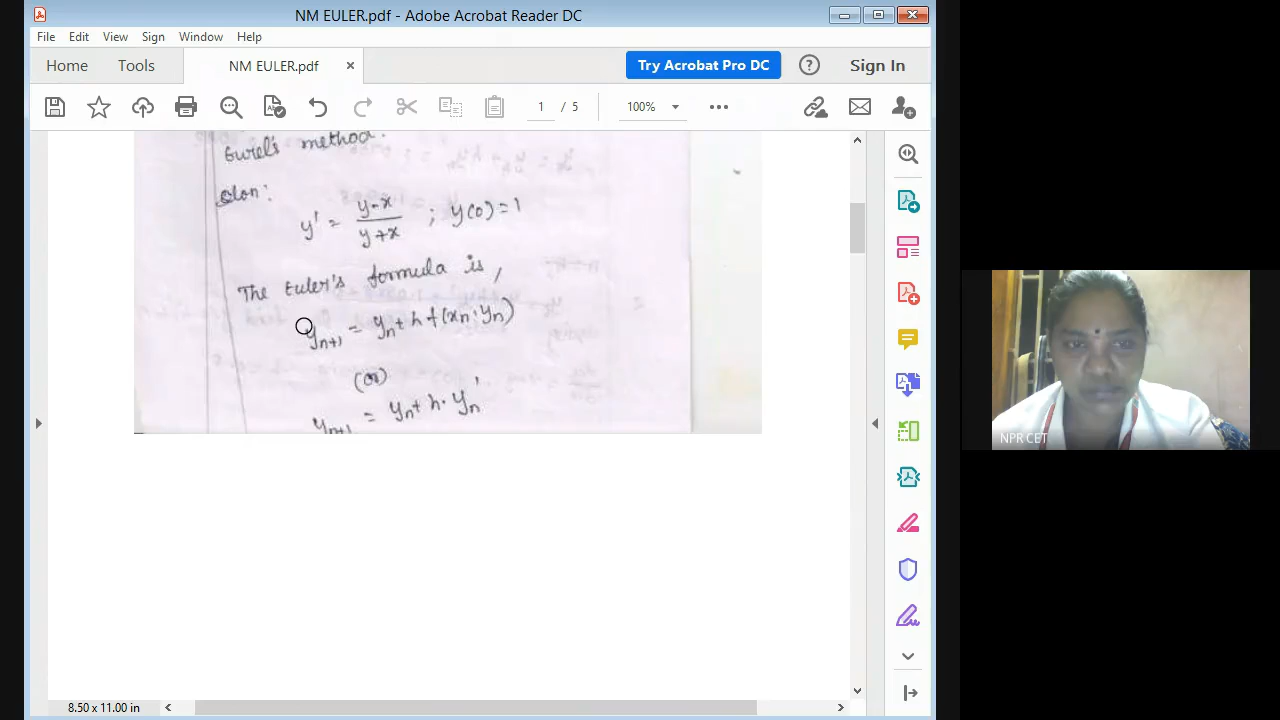 NM EULER.pdf - Adobe Acrobat Reader DC
File Edit View Sign Window Help
Home Tools NM EULER.pdf × Try Acrobat Pro DC ? Sign In
1 / 5 100%
Eurel's method.
Soln:
y' = y-x / y+x ; y(0)=1
The Euler's formula is,
yn+1 = yn + h f(xn, yn)
(or)
yn+1 = yn + h. yn'
NPR CET
8.50 x 11.00 in